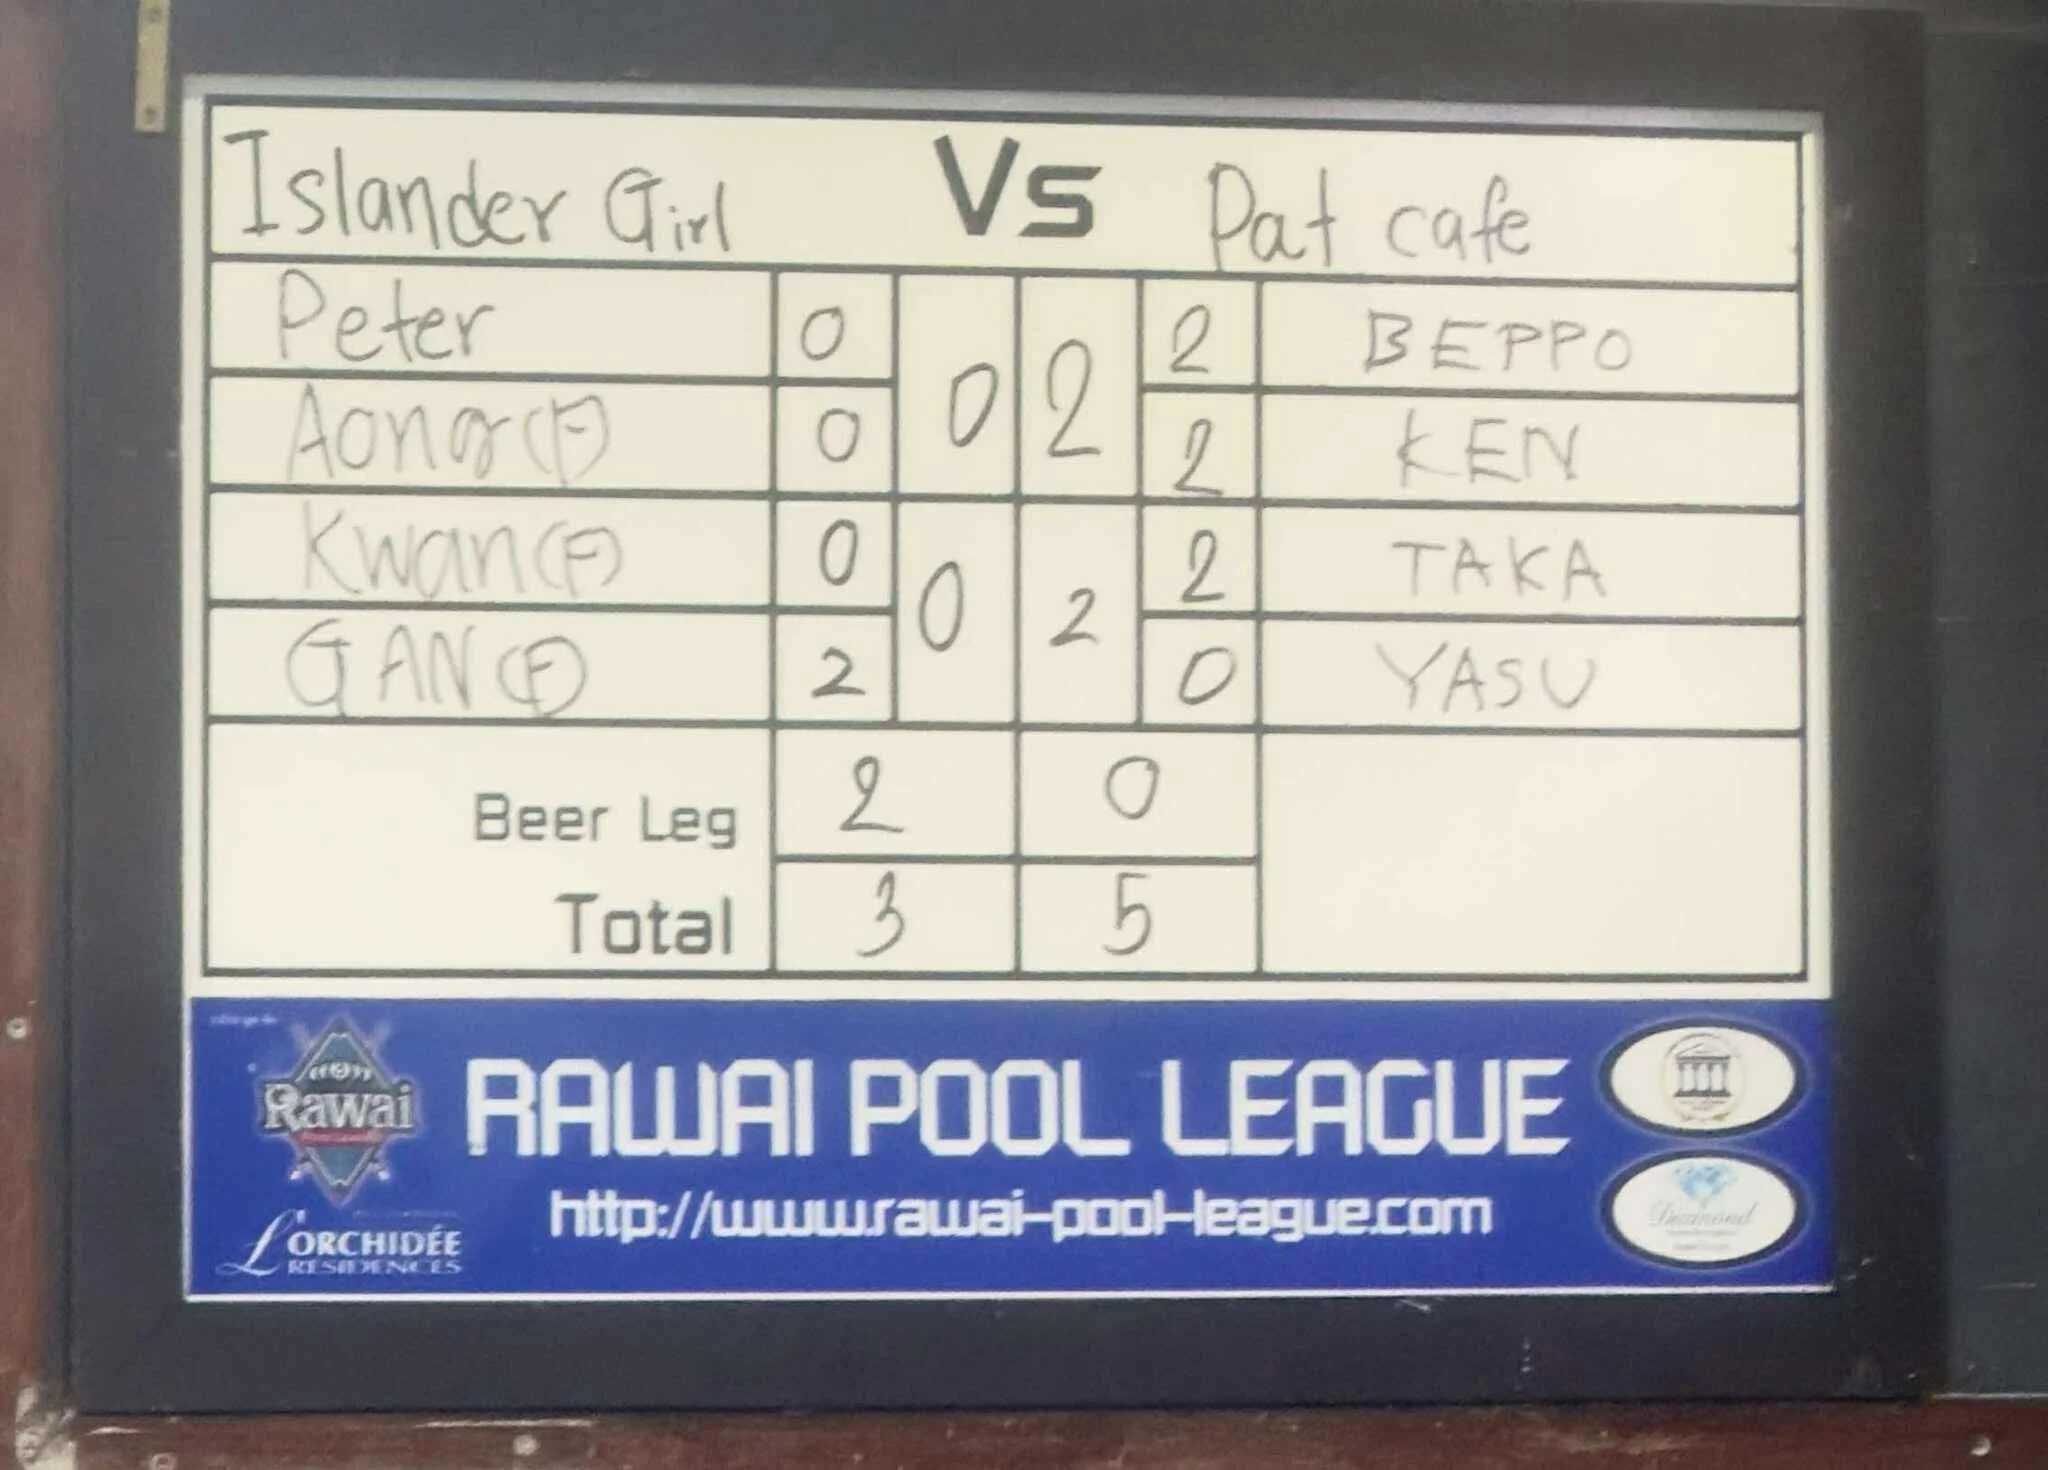 Islander Girl Vs Pat cafe
Peter 0 0 2 2 BEPPO
Aong (F) 0 2 KEN
Kwan (F) 0 0 2 2 TAKA
GAN (F) 2 0 YASU
Beer Leg 2 0
Total 3 5
Rawai
RAWAI POOL LEAGUE
http://www.rawai-pool-league.com
L'ORCHIDÉE
RESIDENCES
Diamond